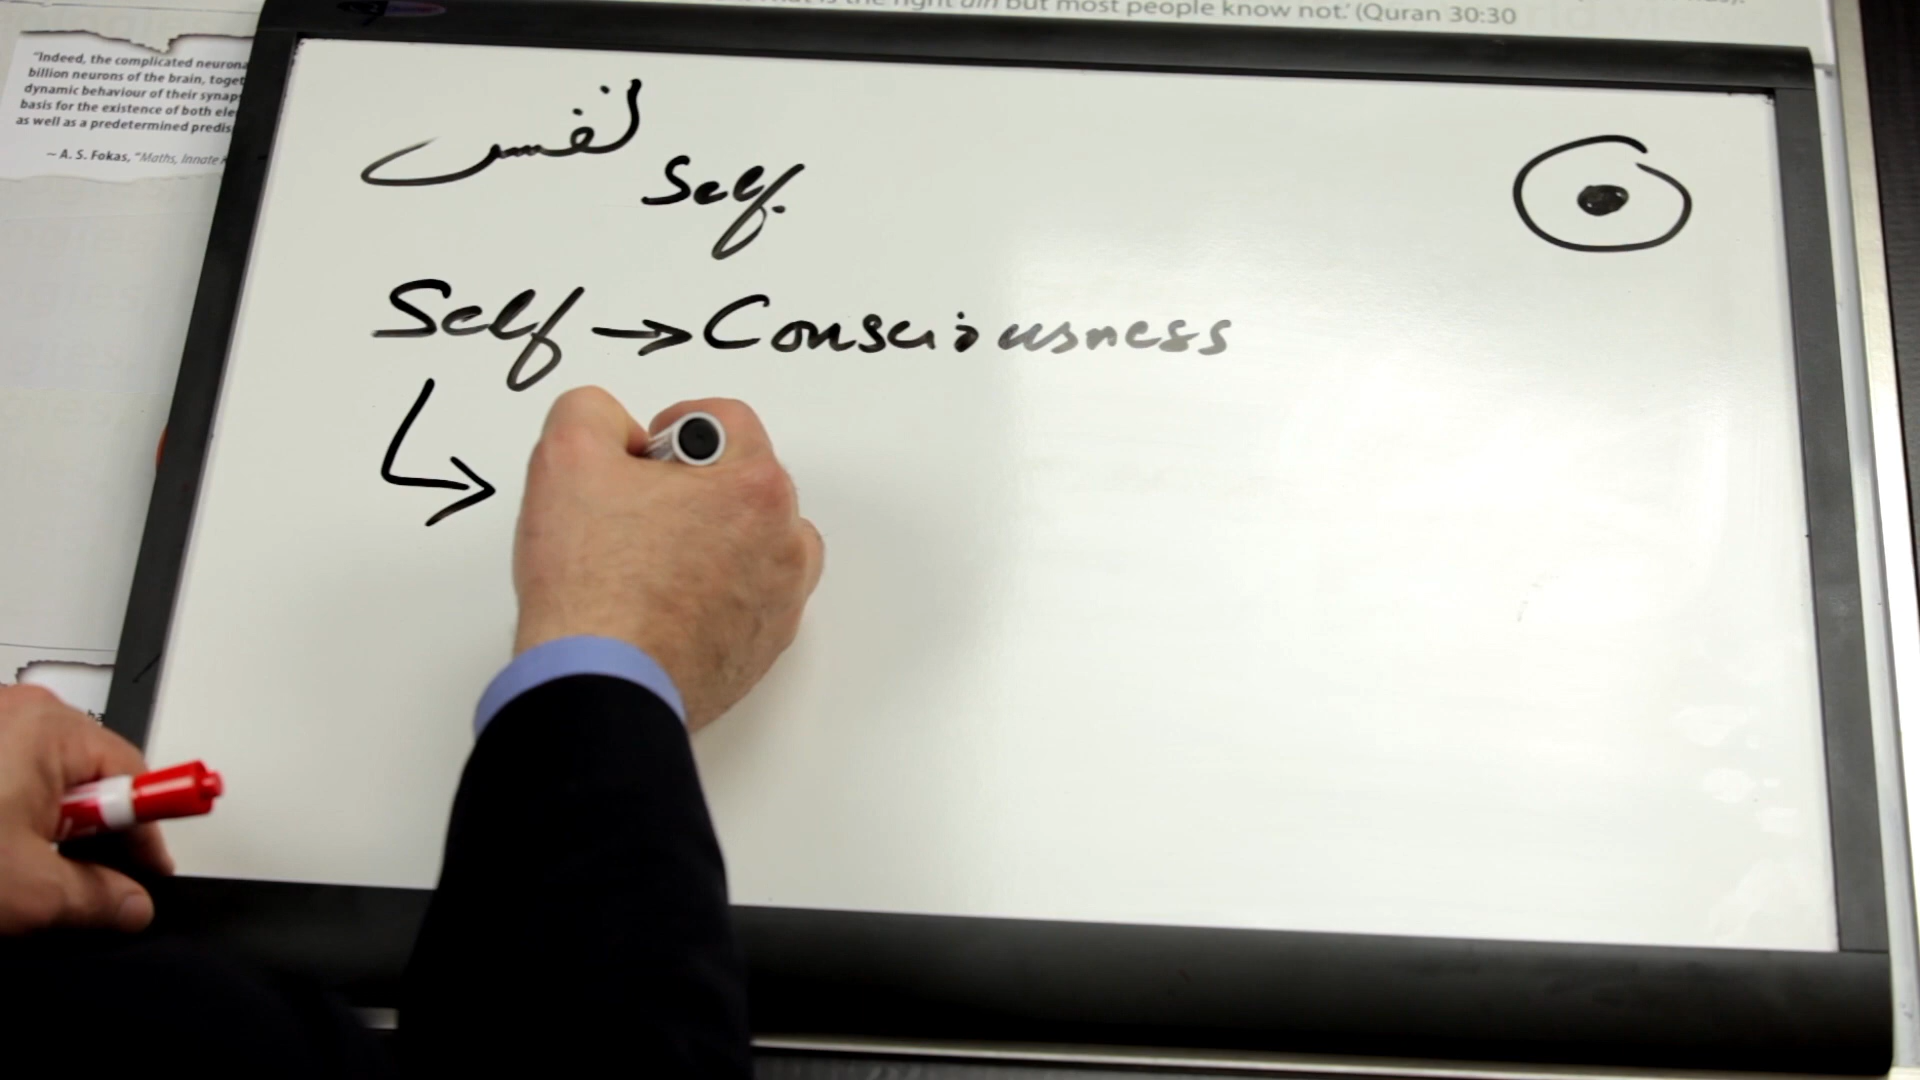 is the right din but most people know not.' (Quran 30:30
"Indeed, the complicated neurona
billion neurons of the brain, toget
dynamic behaviour of their synap
basis for the existence of both ele
as well as a predetermined predis
— A. S. Fokas, "Maths, Innate
نفس
Self.
Self → Consciousness